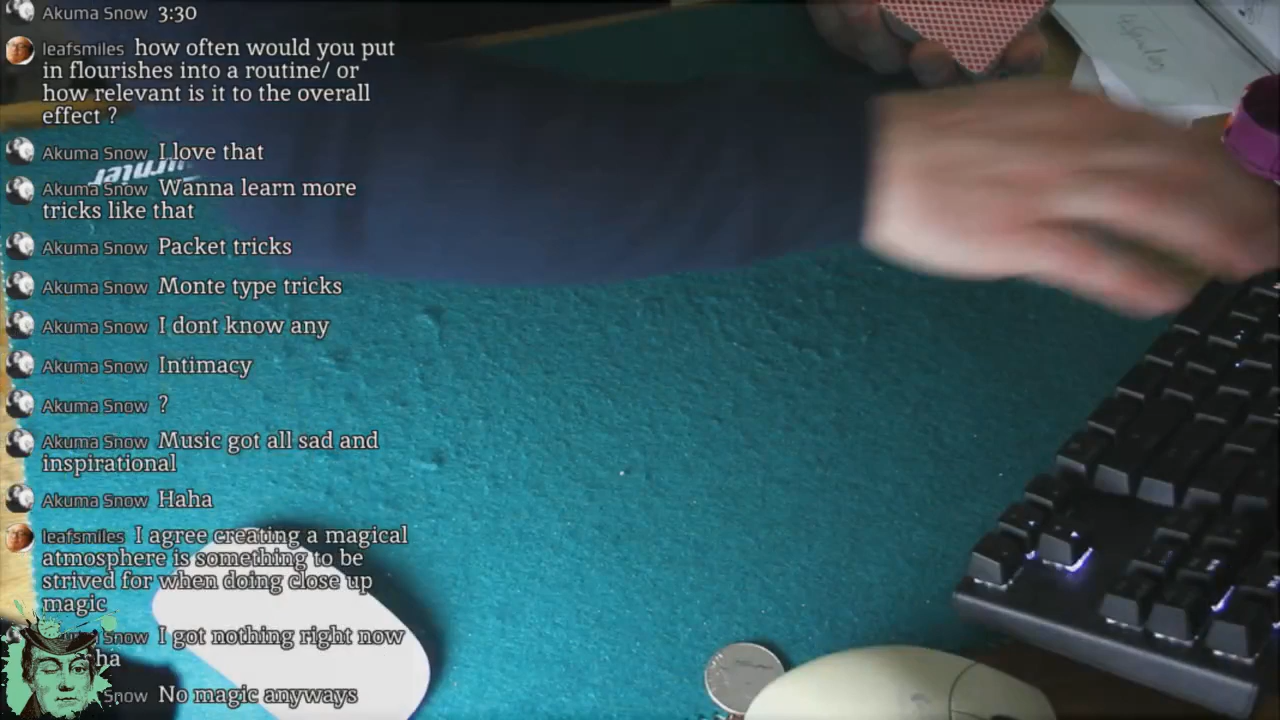 Akuma Snow 3:30
leafsmiles how often would you put
in flourishes into a routine/ or
how relevant is it to the overall
effect ?
Akuma Snow I love that
Akuma Snow Wanna learn more
tricks like that
Akuma Snow Packet tricks
Akuma Snow Monte type tricks
Akuma Snow I dont know any
Akuma Snow Intimacy
Akuma Snow ?
Akuma Snow Music got all sad and
inspirational
Akuma Snow Haha
leafsmiles I agree creating a magical
atmosphere is something to be
strived for when doing close up
magic
Snow I got nothing right now
ha
Snow No magic anyways